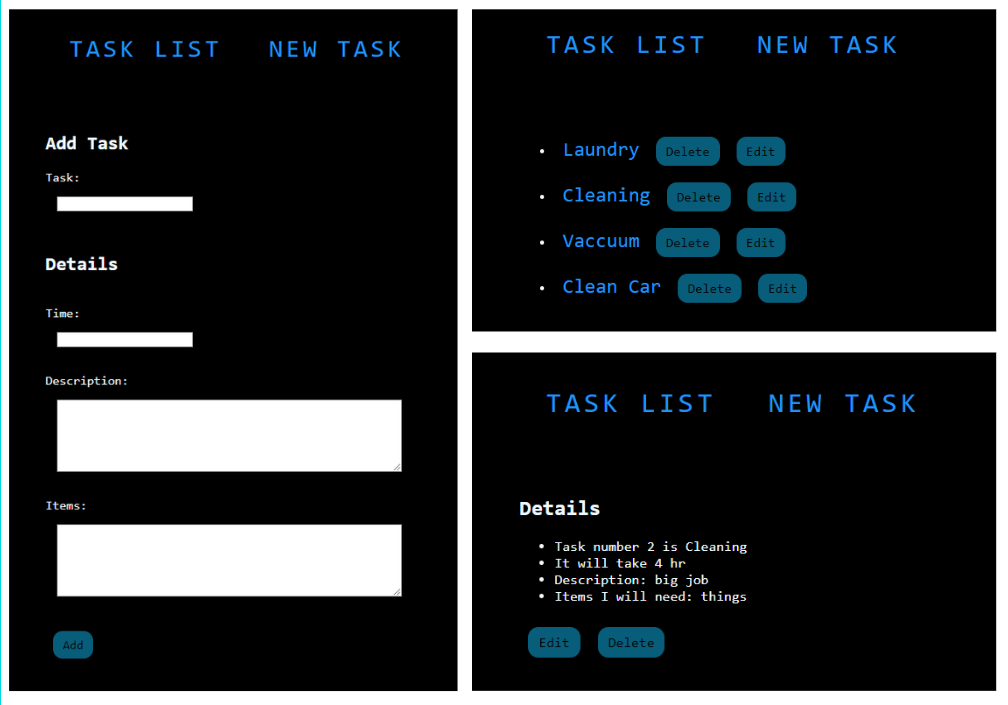 TASK LIST NEW TASK
Add Task
Task:
Details
Time:
Description:
Items:
Add
TASK LIST NEW TASK
Laundry Delete Edit
Cleaning Delete Edit
Vaccuum Delete Edit
Clean Car Delete Edit
TASK LIST NEW TASK
Details
Task number 2 is Cleaning
It will take 4 hr
Description: big job
Items I will need: things
Edit Delete